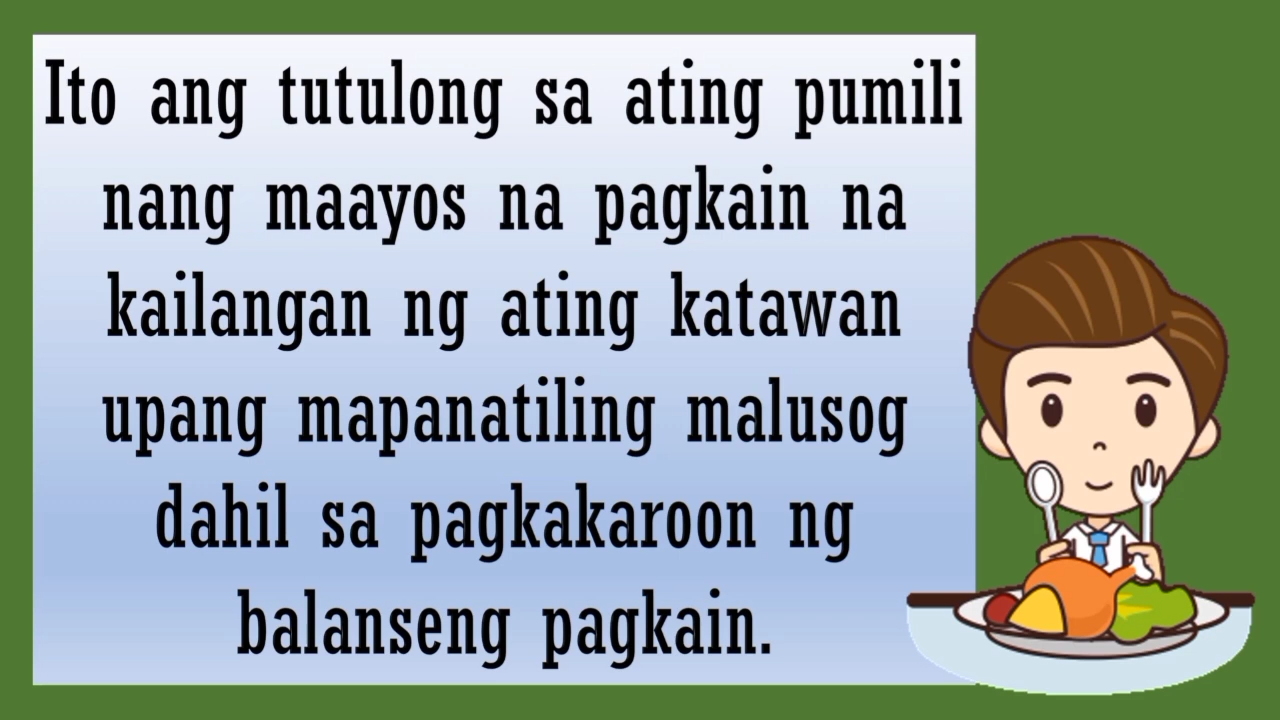 Ito ang tutulong sa ating pumili
nang maayos na pagkain na
kailangan ng ating katawan
upang mapanatiling malusog
dahil sa pagkakaroon ng
balanseng pagkain.